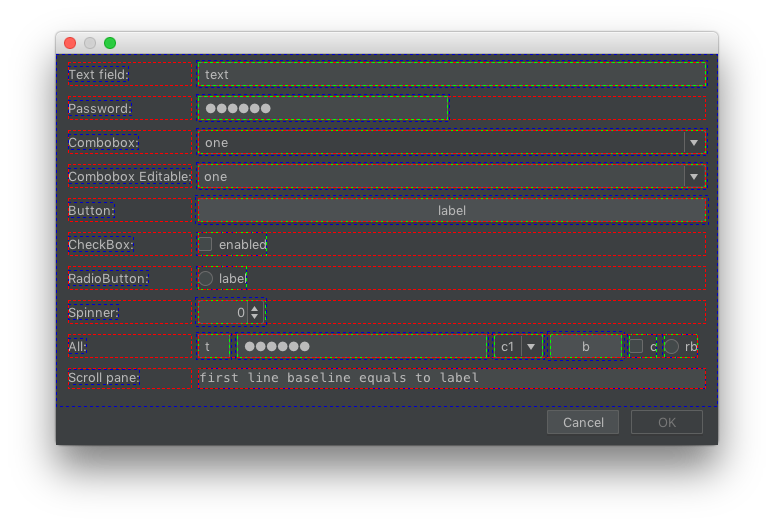 Text field: text
Password: ●●●●●●
Combobox: one
Combobox Editable: one
Button: label
CheckBox: enabled
RadioButton: label
Spinner: 0
All: t ●●●●●● c1 b c rb
Scroll pane: first line baseline equals to label
Cancel OK